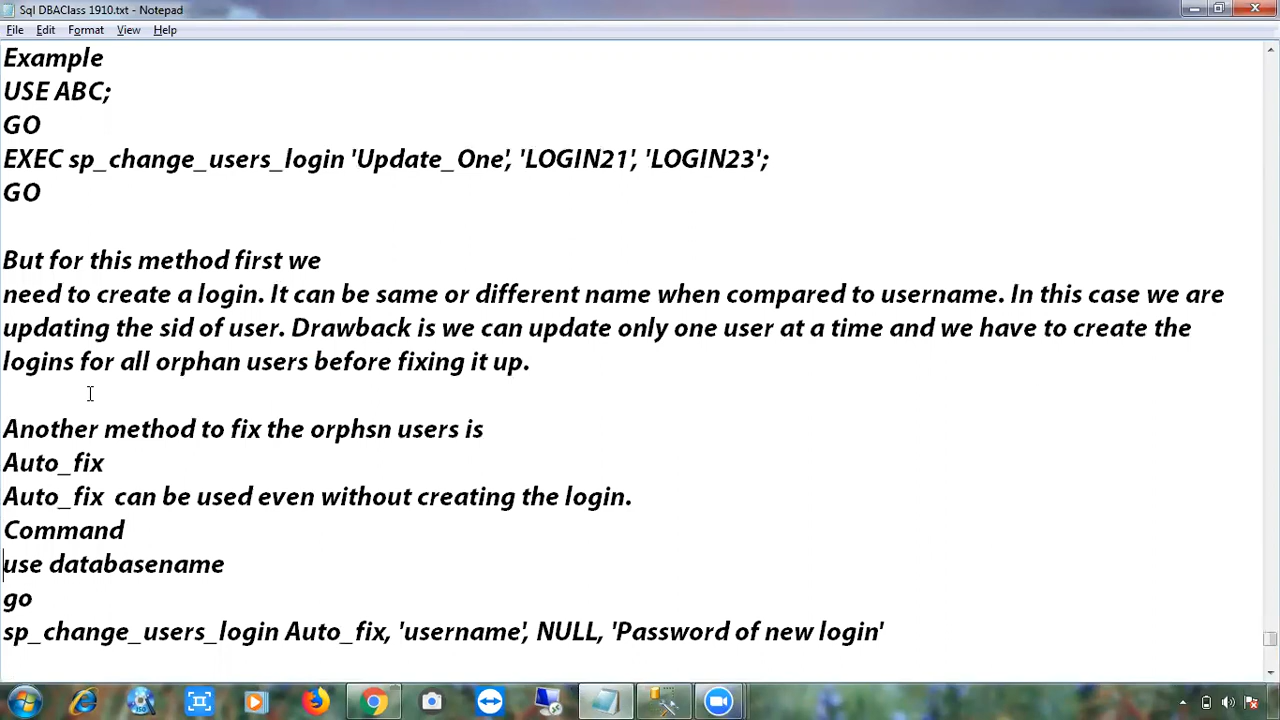 Sql DBAClass 1910.txt - Notepad
File Edit Format View Help
Example
USE ABC;
GO
EXEC sp_change_users_login 'Update_One', 'LOGIN21', 'LOGIN23';
GO
But for this method first we
need to create a login. It can be same or different name when compared to username. In this case we are
updating the sid of user. Drawback is we can update only one user at a time and we have to create the
logins for all orphan users before fixing it up.
Another method to fix the orphsn users is
Auto_fix
Auto_fix  can be used even without creating the login.
Command
use databasename
go
sp_change_users_login Auto_fix, 'username', NULL, 'Password of new login'